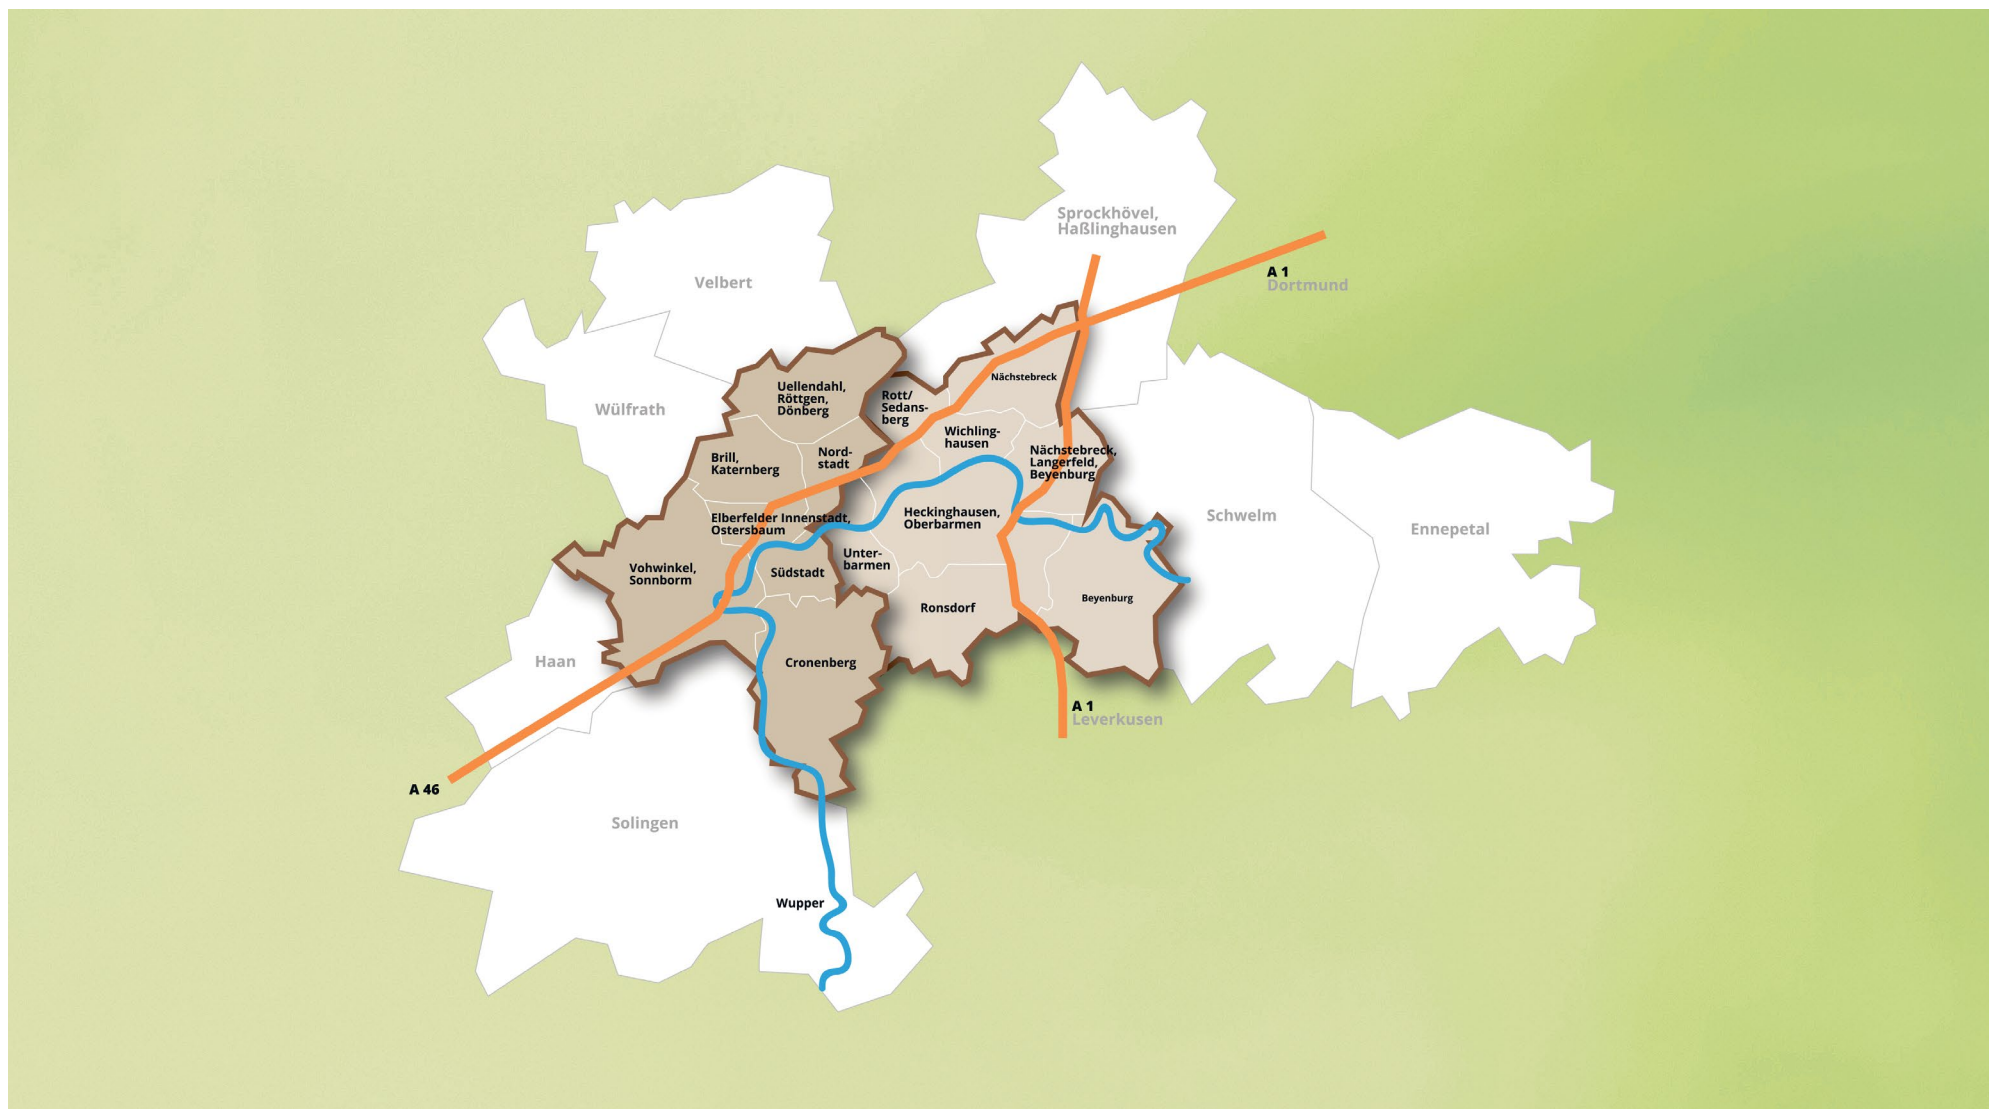 Sprockhövel,
Haßlinghausen
A 1
Dortmund
Velbert
Wülfrath
Uellendahl,
Röttgen,
Dönberg
Rott/
Sedans-
berg
Nächstebreck
Wichling-
hausen
Nord-
stadt
Brill,
Katernberg
Nächstebreck,
Langerfeld,
Beyenburg
Elberfelder Innenstadt,
Ostersbaum
Heckinghausen,
Oberbarmen
Schwelm
Ennepetal
Unter-
barmen
Vohwinkel,
Sonnborm
Südstadt
Beyenburg
Ronsdorf
Haan
Cronenberg
A 1
Leverkusen
A 46
Solingen
Wupper